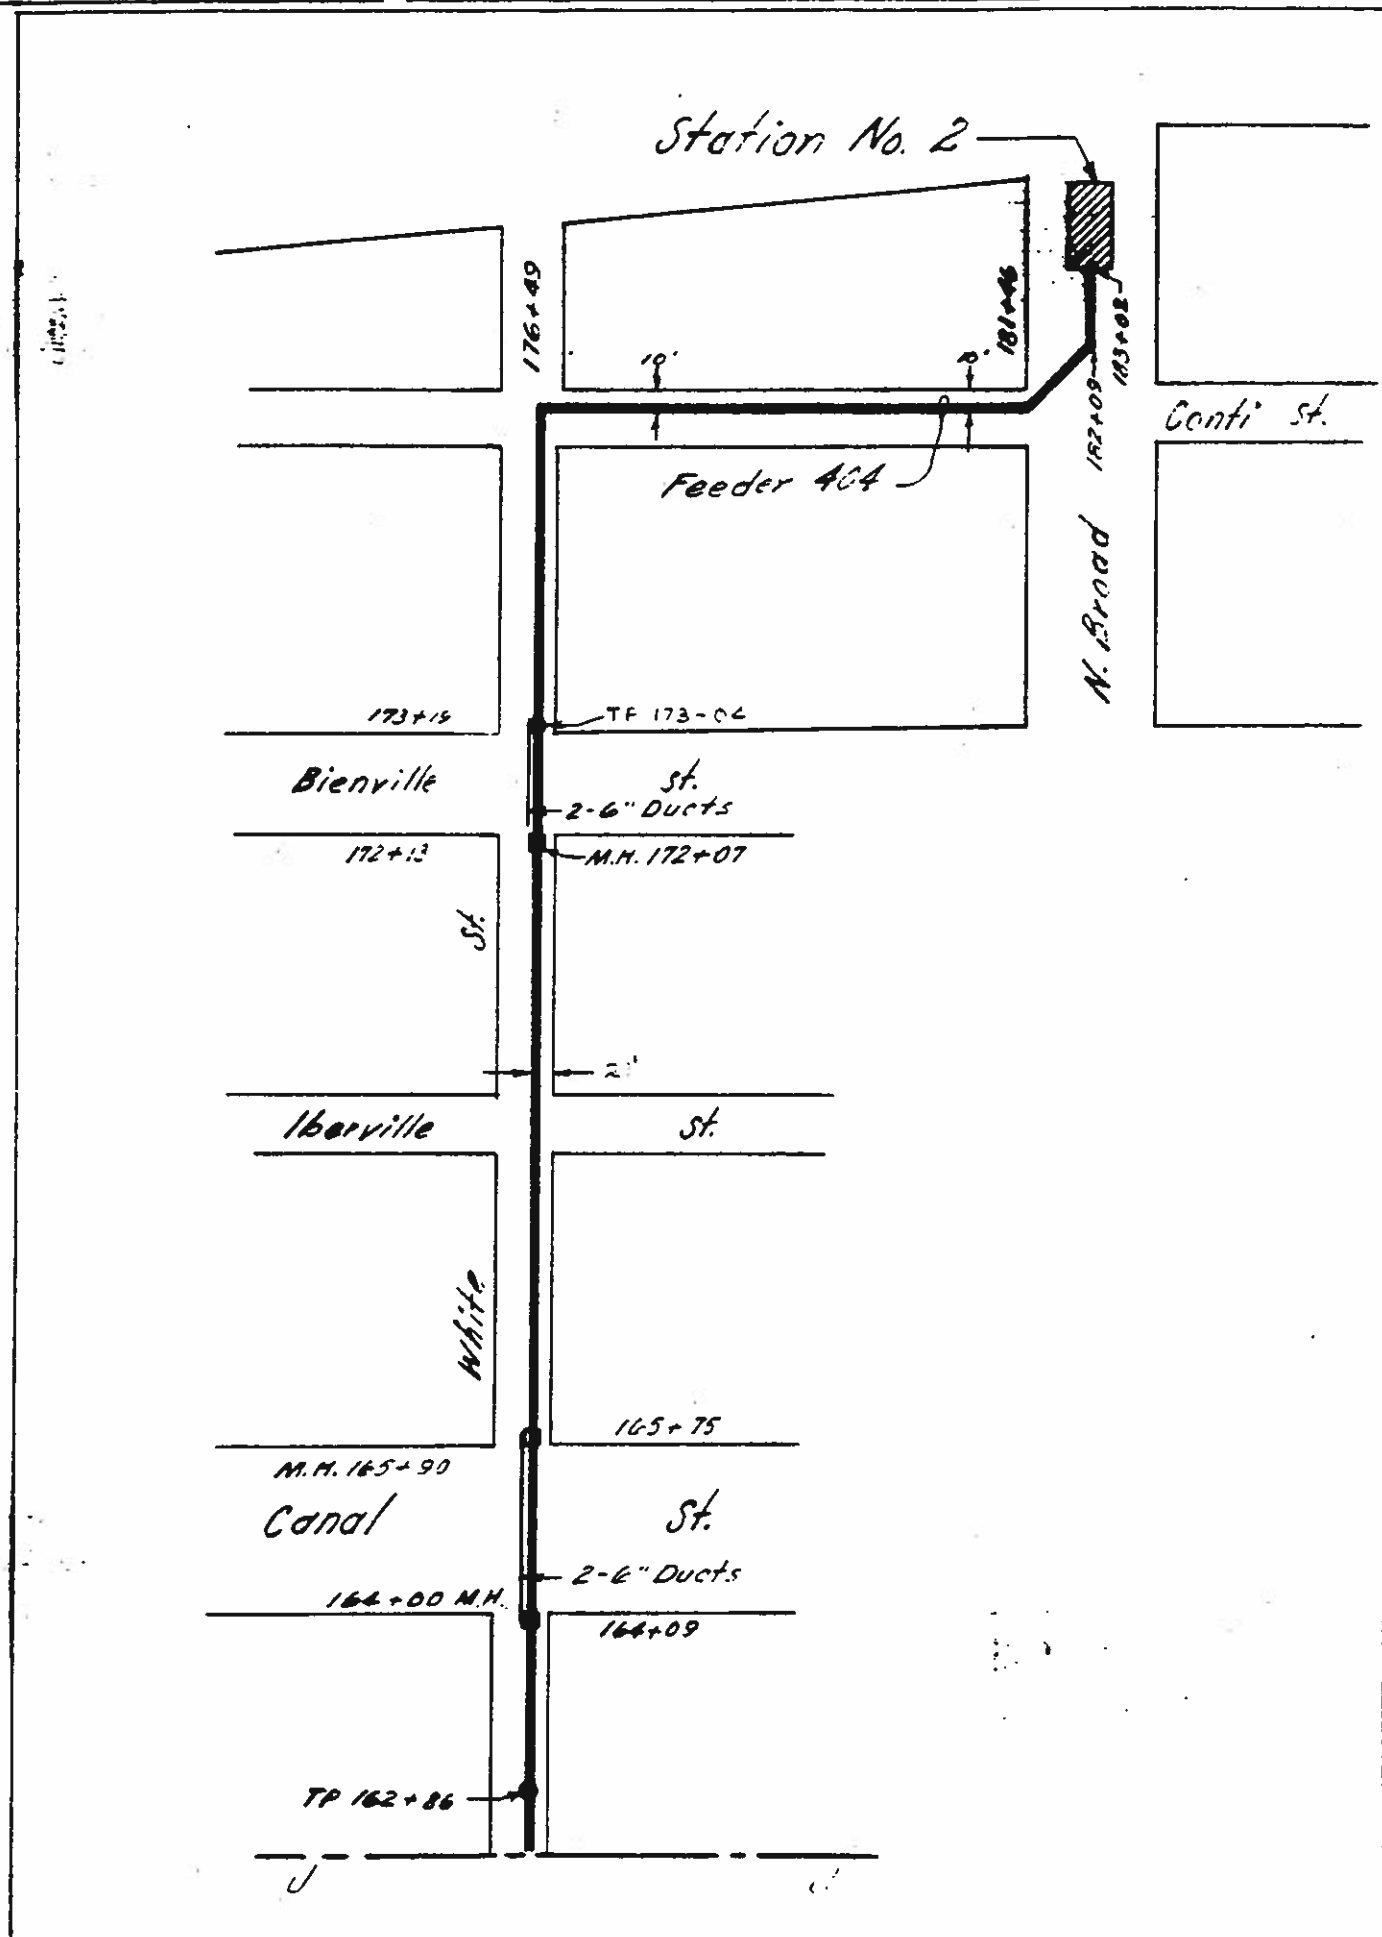 Station No. 2
176+49
181+46
183+02
182+09
10'
10'
Conti St.
Feeder 404
N. Broad
173+19
TP 173-04
Bienville St.
2-6" Ducts
172+13
M.H. 172+07
St.
Iberville St.
White
165+75
M.H. 165+90
Canal St.
2-6" Ducts
164+00 M.H.
164+09
TP 162+86